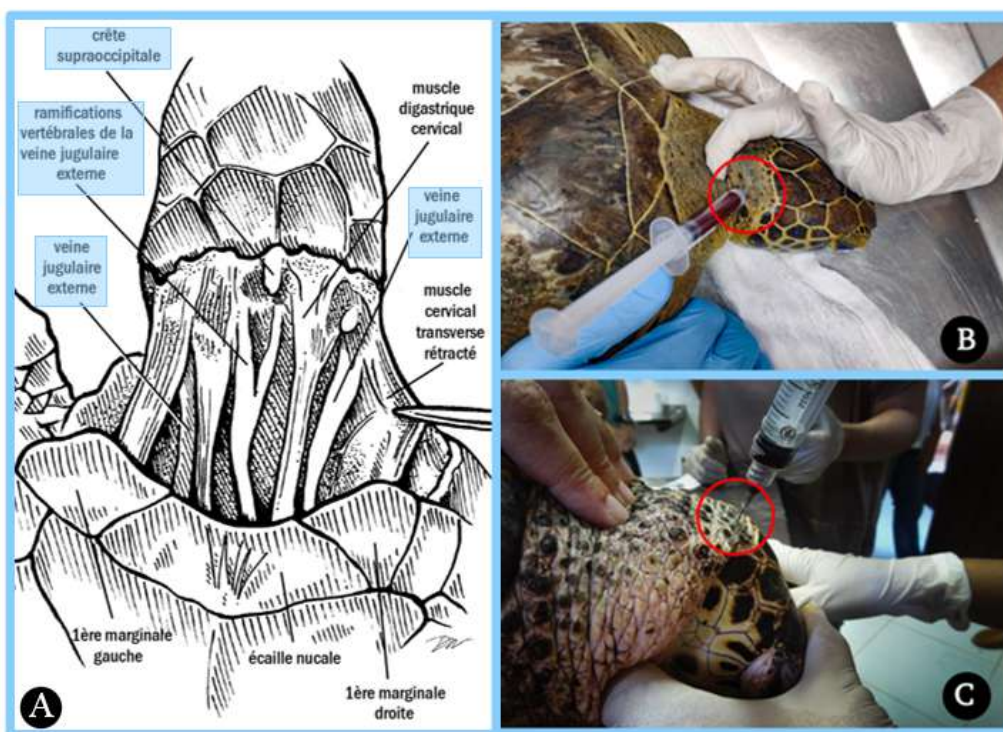 crête
supraoccipitale
ramifications
vertébrales de la
veine jugulaire
externe
veine
jugulaire
externe
muscle
digastrique
cervical
veine
jugulaire
externe
muscle
cervical
transverse
rétracté
1ère marginale
gauche
écaille nucale
1ère marginale
droite
A
B
C